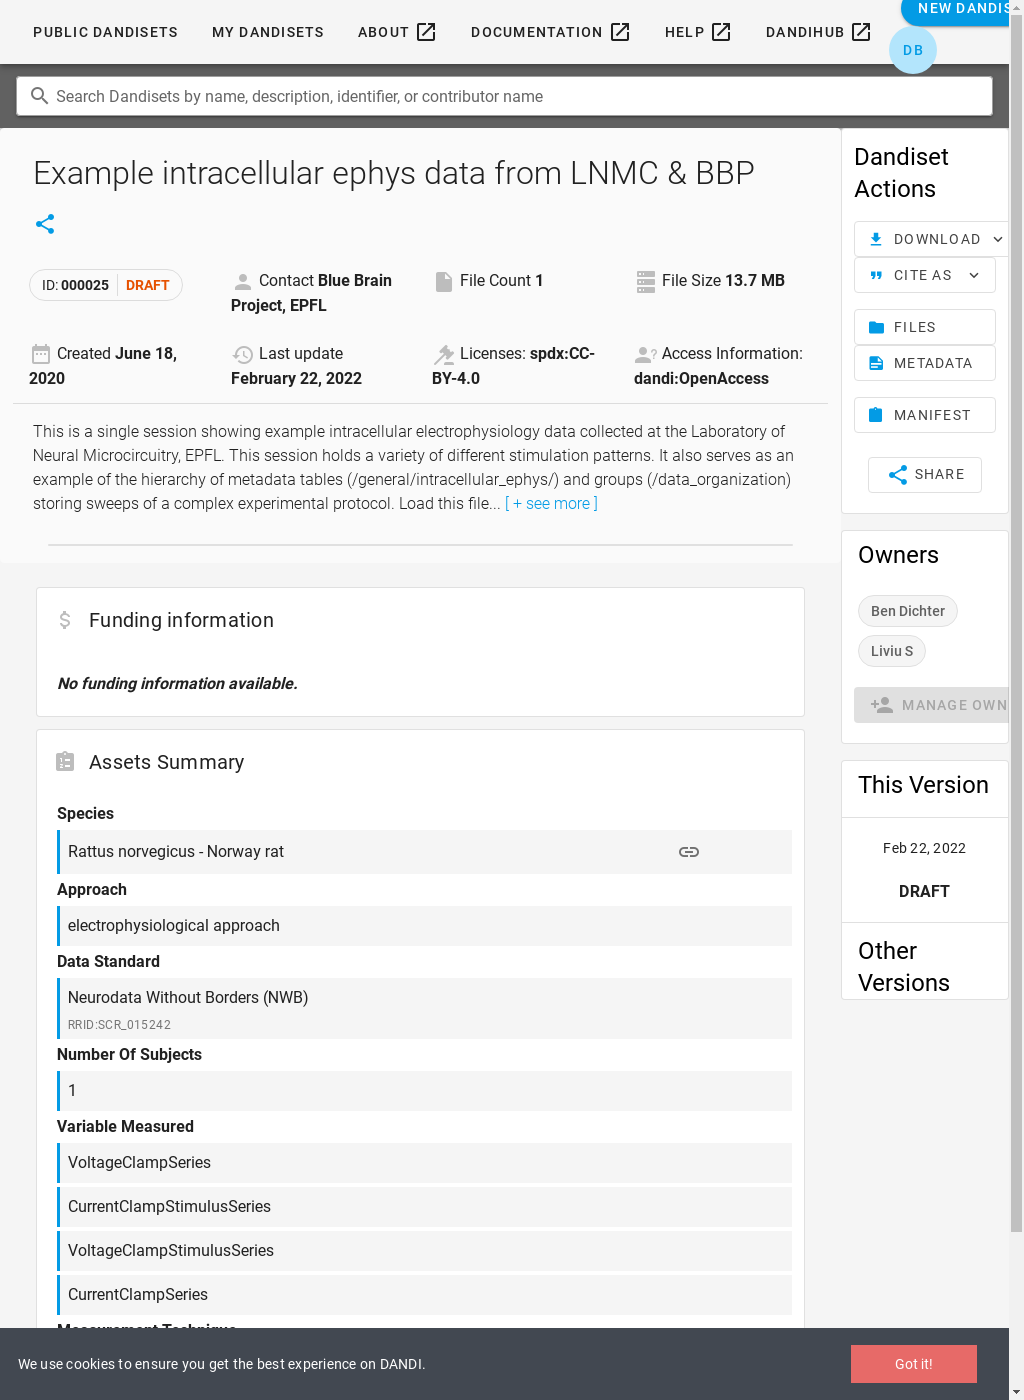 PUBLIC DANDISETS
MY DANDISETS
ABOUT
DOCUMENTATION
HELP
DANDIHUB
NEW DANDIS
DB
Search Dandisets by name, description, identifier, or contributor name
Example intracellular ephys data from LNMC & BBP
ID: 000025 DRAFT
Contact Blue Brain
Project, EPFL
File Count 1
File Size 13.7 MB
Created June 18,
2020
Last update
February 22, 2022
Licenses: spdx:CC-
BY-4.0
Access Information:
dandi:OpenAccess
This is a single session showing example intracellular electrophysiology data collected at the Laboratory of
Neural Microcircuitry, EPFL. This session holds a variety of different stimulation patterns. It also serves as an
example of the hierarchy of metadata tables (/general/intracellular_ephys/) and groups (/data_organization)
storing sweeps of a complex experimental protocol. Load this file... [ + see more ]
Funding information
No funding information available.
Assets Summary
Species
Rattus norvegicus - Norway rat
Approach
electrophysiological approach
Data Standard
Neurodata Without Borders (NWB)
RRID:SCR_015242
Number Of Subjects
1
Variable Measured
VoltageClampSeries
CurrentClampStimulusSeries
VoltageClampStimulusSeries
CurrentClampSeries
Measurement Technique
Dandiset
Actions
DOWNLOAD
CITE AS
FILES
METADATA
MANIFEST
SHARE
Owners
Ben Dichter
Liviu S
MANAGE OWN
This Version
Feb 22, 2022
DRAFT
Other
Versions
We use cookies to ensure you get the best experience on DANDI.
Got it!